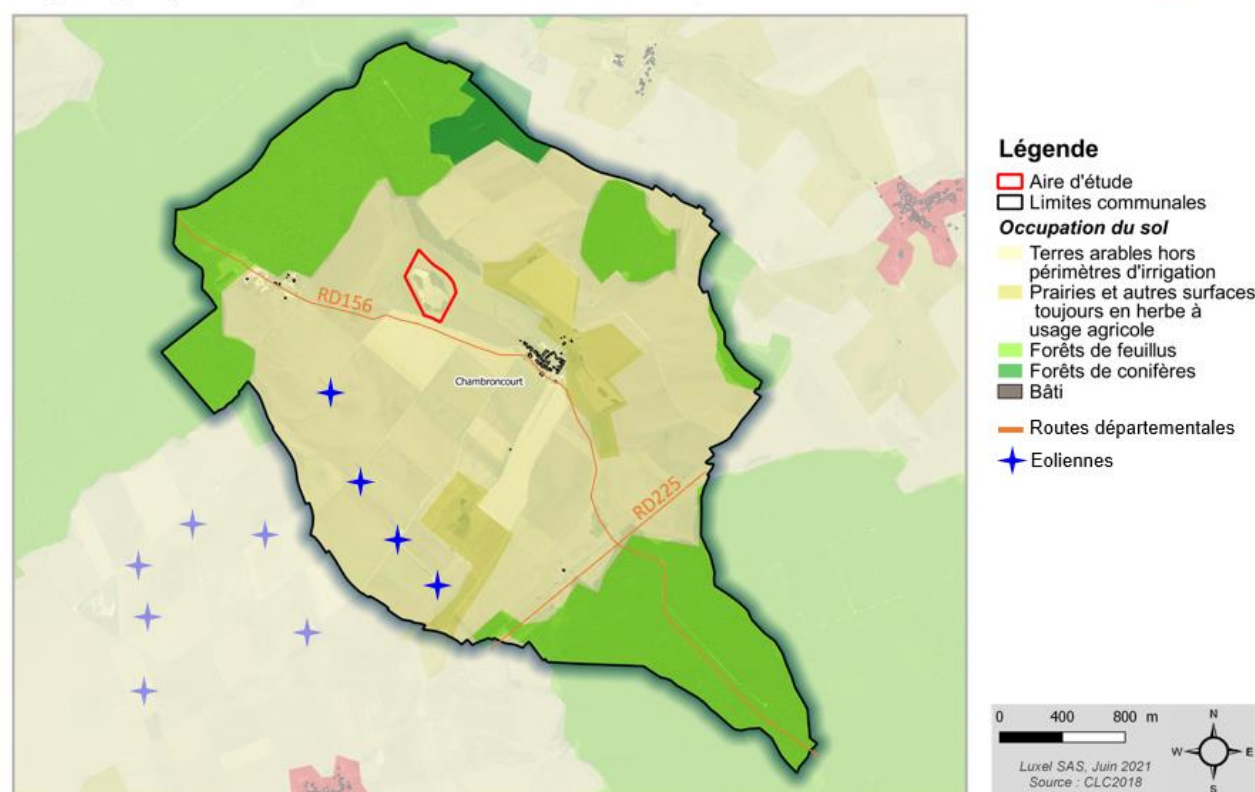 RD156
Chambroncourt
RD225
Légende
Aire d'étude
Limites communales
Occupation du sol
Terres arables hors
périmètres d'irrigation
Prairies et autres surfaces
toujours en herbe à
usage agricole
Forêts de feuillus
Forêts de conifères
Bâti
Routes départementales
Eoliennes
0 400 800 m
N
W E
S
Luxel SAS, Juin 2021
Source : CLC2018